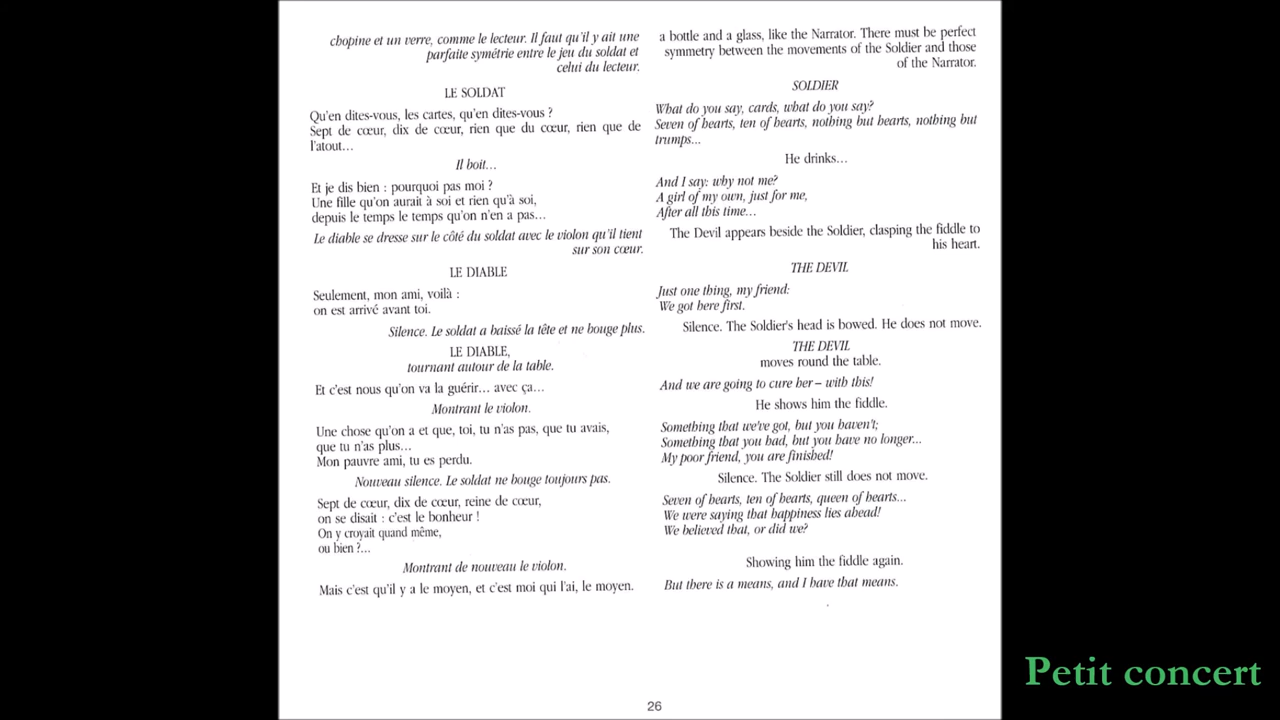 chopine et un verre, comme le lecteur. Il faut qu'il y ait une
parfaite symétrie entre le jeu du soldat et
celui du lecteur.
LE SOLDAT
Qu'en dites-vous, les cartes, qu'en dites-vous ?
Sept de cœur, dix de cœur, rien que du cœur, rien que de
l'atout...
Il boit...
Et je dis bien : pourquoi pas moi ?
Une fille qu'on aurait à soi et rien qu'à soi,
depuis le temps le temps qu'on n'en a pas...
Le diable se dresse sur le côté du soldat avec le violon qu'il tient
sur son cœur.
LE DIABLE
Seulement, mon ami, voilà :
on est arrivé avant toi.
Silence. Le soldat a baissé la tête et ne bouge plus.
LE DIABLE,
tournant autour de la table.
Et c'est nous qu'on va la guérir... avec ça...
Montrant le violon.
Une chose qu'on a et que, toi, tu n'as pas, que tu avais,
que tu n'as plus...
Mon pauvre ami, tu es perdu.
Nouveau silence. Le soldat ne bouge toujours pas.
Sept de cœur, dix de cœur, reine de cœur,
on se disait : c'est le bonheur !
On y croyait quand même,
ou bien ?...
Montrant de nouveau le violon.
Mais c'est qu'il y a le moyen, et c'est moi qui l'ai, le moyen.
a bottle and a glass, like the Narrator. There must be perfect
symmetry between the movements of the Soldier and those
of the Narrator.
SOLDIER
What do you say, cards, what do you say?
Seven of hearts, ten of hearts, nothing but hearts, nothing but
trumps...
He drinks...
And I say: why not me?
A girl of my own, just for me,
After all this time...
The Devil appears beside the Soldier, clasping the fiddle to
his heart.
THE DEVIL
Just one thing, my friend:
We got here first.
Silence. The Soldier's head is bowed. He does not move.
THE DEVIL
moves round the table.
And we are going to cure her – with this!
He shows him the fiddle.
Something that we've got, but you haven't;
Something that you had, but you have no longer...
My poor friend, you are finished!
Silence. The Soldier still does not move.
Seven of hearts, ten of hearts, queen of hearts...
We were saying that happiness lies ahead!
We believed that, or did we?
Showing him the fiddle again.
But there is a means, and I have that means.
26
Petit concert